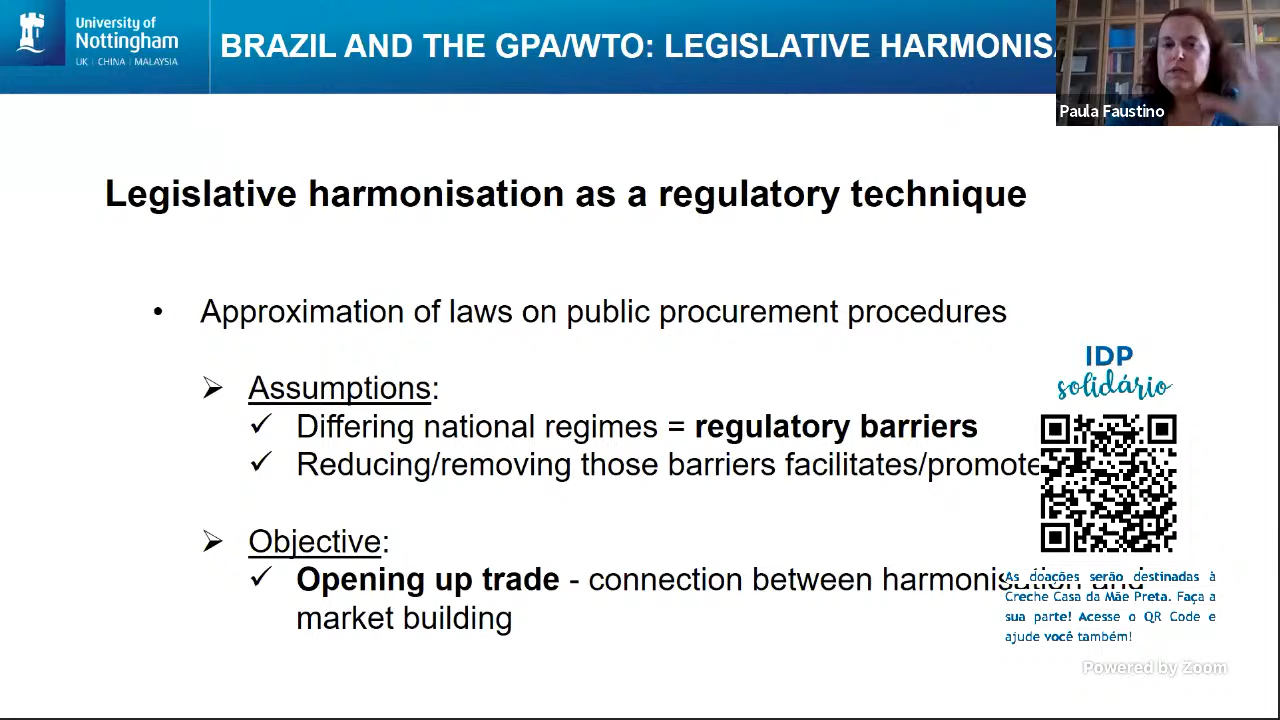 University of
Nottingham
UK | CHINA | MALAYSIA
BRAZIL AND THE GPA/WTO: LEGISLATIVE HARMONISA
Paula Faustino
Legislative harmonisation as a regulatory technique
• Approximation of laws on public procurement procedures
➢ Assumptions:
✓ Differing national regimes = regulatory barriers
✓ Reducing/removing those barriers facilitates/promote
➢ Objective:
✓ Opening up trade - connection between harmonisation and
market building
IDP
solidário
As doações serão destinadas à
Creche Casa da Mãe Preta. Faça a
sua parte! Acesse o QR Code e
ajude você também!
Powered by Zoom